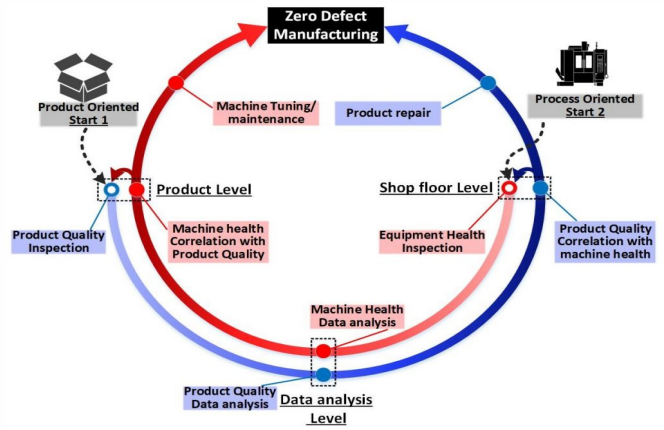 Zero Defect
Manufacturing
Product Oriented
Start 1
Process Oriented
Start 2
Machine Tuning/
maintenance
Product repair
Product Level
Shop floor Level
Product Quality
Inspection
Machine health
Correlation with
Product Quality
Equipment Health
Inspection
Product Quality
Correlation with
machine health
Machine Health
Data analysis
Product Quality
Data analysis
Data analysis
Level